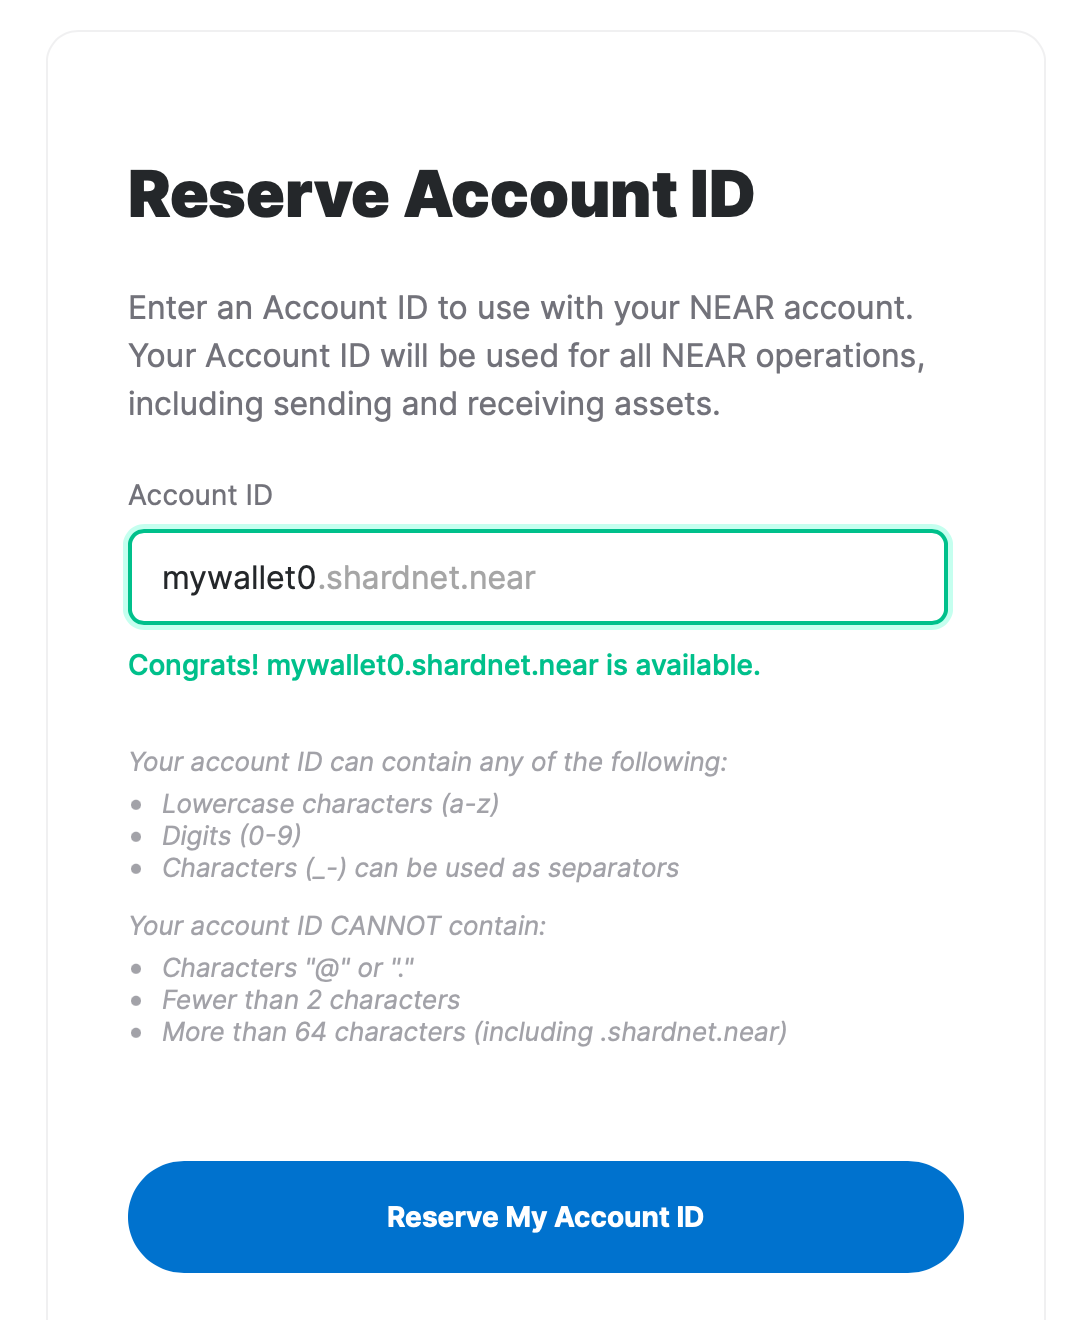 Reserve Account ID
Enter an Account ID to use with your NEAR account.
Your Account ID will be used for all NEAR operations,
including sending and receiving assets.
Account ID
mywallet0.shardnet.near
Congrats! mywallet0.shardnet.near is available.
Your account ID can contain any of the following:
• Lowercase characters (a-z)
• Digits (0-9)
• Characters (_-) can be used as separators
Your account ID CANNOT contain:
• Characters "@" or "."
• Fewer than 2 characters
• More than 64 characters (including .shardnet.near)
Reserve My Account ID